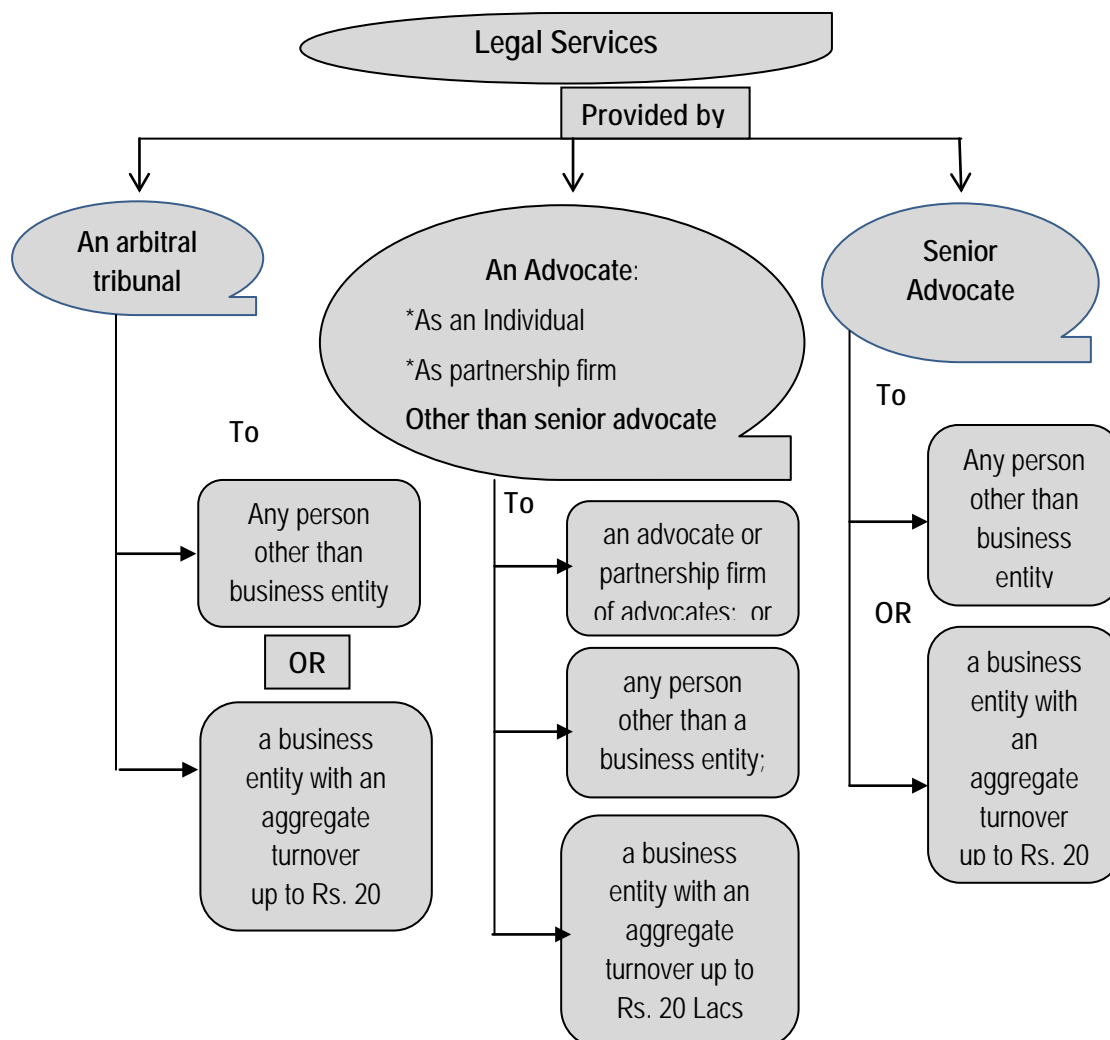 Legal Services
Provided by
An arbitral
tribunal
To
Any person
other than
business entity
OR
a business
entity with an
aggregate
turnover
up to Rs. 20
An Advocate:
*As an Individual
*As partnership firm
Other than senior advocate
To
an advocate or
partnership firm
of advocates; or
any person
other than a
business entity;
a business
entity with an
aggregate
turnover up to
Rs. 20 Lacs
Senior
Advocate
To
Any person
other than
business
entity
OR
a business
entity with
an
aggregate
turnover
up to Rs. 20